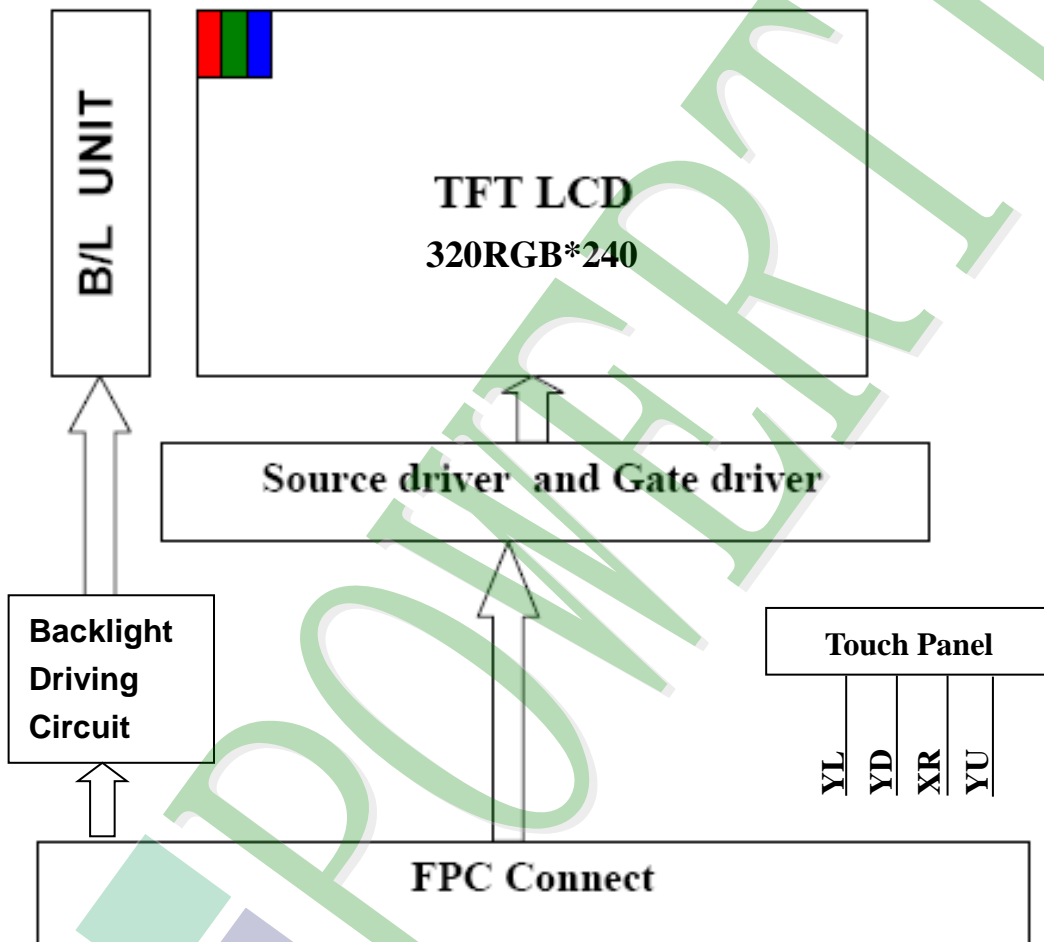 B/L UNIT
TFT LCD
320RGB*240
Source driver and Gate driver
Backlight
Driving
Circuit
Touch Panel
YL
YD
XR
YU
FPC Connect
POWERT